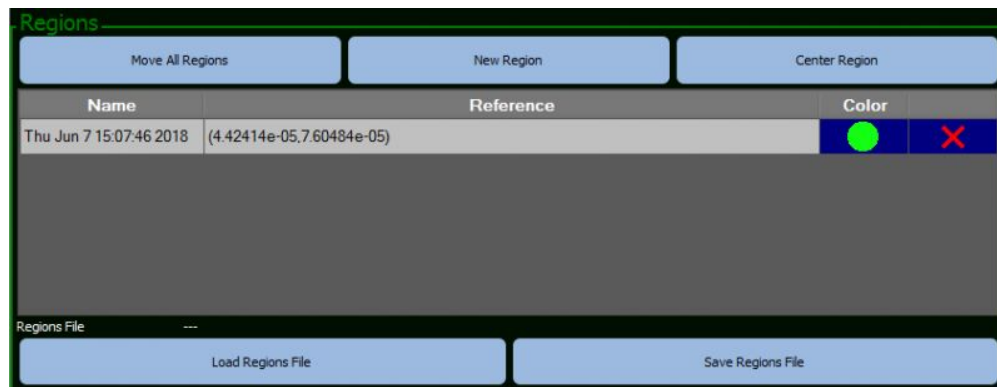 Regions
Move All Regions New Region Center Region
Name Reference Color
Thu Jun 7 15:07:46 2018 (4.42414e-05,7.60484e-05)
Regions File ---
Load Regions File Save Regions File